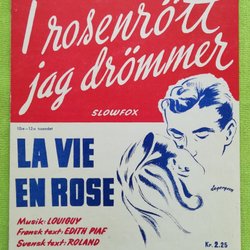 I rosenrött
jag drömmer
SLOWFOX
LA VIE
EN ROSE
Musik: LOUIGUY
Fransk text: EDITH PIAF
Svensk text: ROLAND
Kr. 2.25